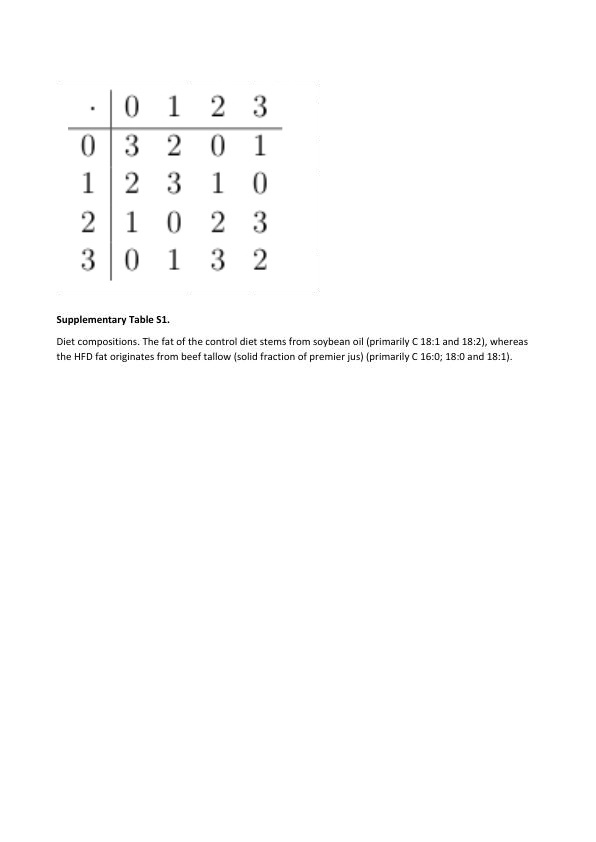 · 0 1 2 3
0 3 2 0 1
1 2 3 1 0
2 1 0 2 3
3 0 1 3 2
Supplementary Table S1.
Diet compositions. The fat of the control diet stems from soybean oil (primarily C 18:1 and 18:2), whereas
the HFD fat originates from beef tallow (solid fraction of premier jus) (primarily C 16:0; 18:0 and 18:1).